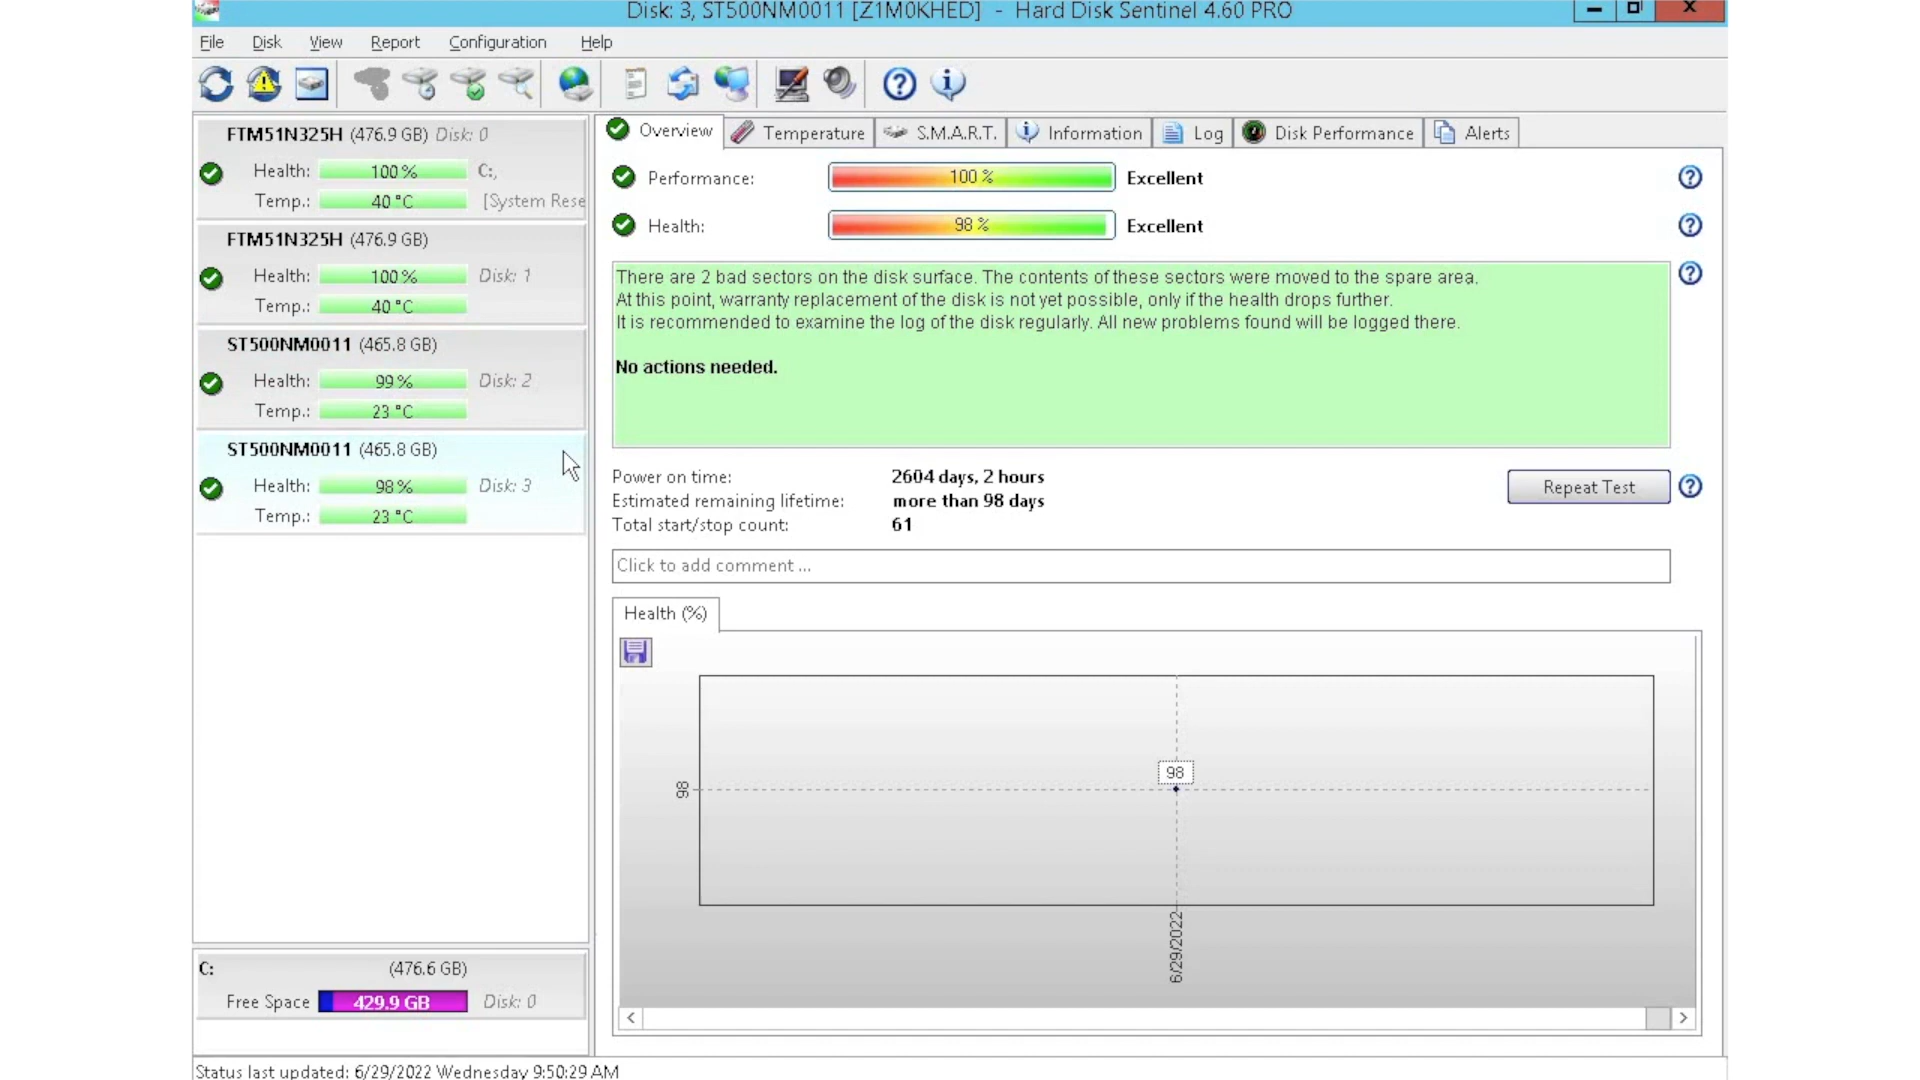 Disk: 3, ST500NM0011 [Z1M0KHED] - Hard Disk Sentinel 4.60 PRO
File Disk View Report Configuration Help
FTM51N325H (476.9 GB) Disk: 0
Health: 100 % C:,
Temp.: 40 °C [System Rese
FTM51N325H (476.9 GB)
Health: 100 % Disk: 1
Temp.: 40 °C
ST500NM0011 (465.8 GB)
Health: 99 % Disk: 2
Temp.: 23 °C
ST500NM0011 (465.8 GB)
Health: 98 % Disk: 3
Temp.: 23 °C
C: (476.6 GB)
Free Space 429.9 GB Disk: 0
Overview Temperature S.M.A.R.T. Information Log Disk Performance Alerts
Performance: 100 % Excellent
Health: 98 % Excellent
There are 2 bad sectors on the disk surface. The contents of these sectors were moved to the spare area.
At this point, warranty replacement of the disk is not yet possible, only if the health drops further.
It is recommended to examine the log of the disk regularly. All new problems found will be logged there.
No actions needed.
Power on time: 2604 days, 2 hours
Estimated remaining lifetime: more than 98 days
Total start/stop count: 61
Repeat Test
Click to add comment ...
Health (%)
98
98
6/29/2022
Status last updated: 6/29/2022 Wednesday 9:50:29 AM